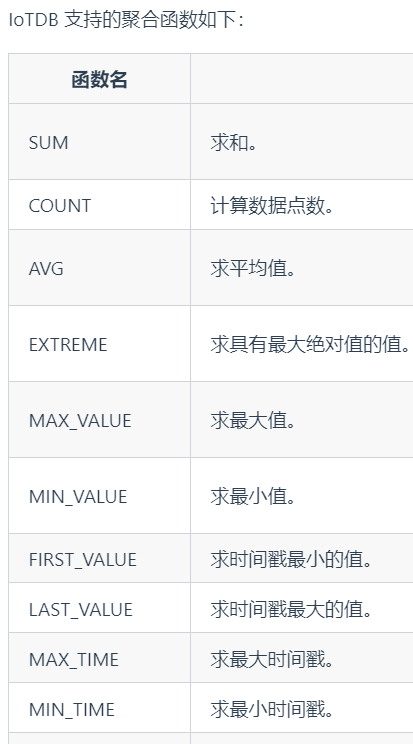 IoTDB 支持的聚合函数如下：
函数名
SUM 求和。
COUNT 计算数据点数。
AVG 求平均值。
EXTREME 求具有最大绝对值的值。
MAX_VALUE 求最大值。
MIN_VALUE 求最小值。
FIRST_VALUE 求时间戳最小的值。
LAST_VALUE 求时间戳最大的值。
MAX_TIME 求最大时间戳。
MIN_TIME 求最小时间戳。